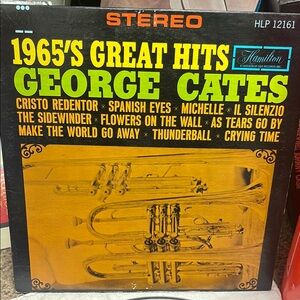 STEREO
HLP 12161
1965'S GREAT HITS
Hamilton
GEORGE CATES
CRISTO REDENTOR × SPANISH EYES × MICHELLE × IL SILENZIO
THE SIDEWINDER × FLOWERS ON THE WALL × AS TEARS GO BY
MAKE THE WORLD GO AWAY × THUNDERBALL × CRYING TIME